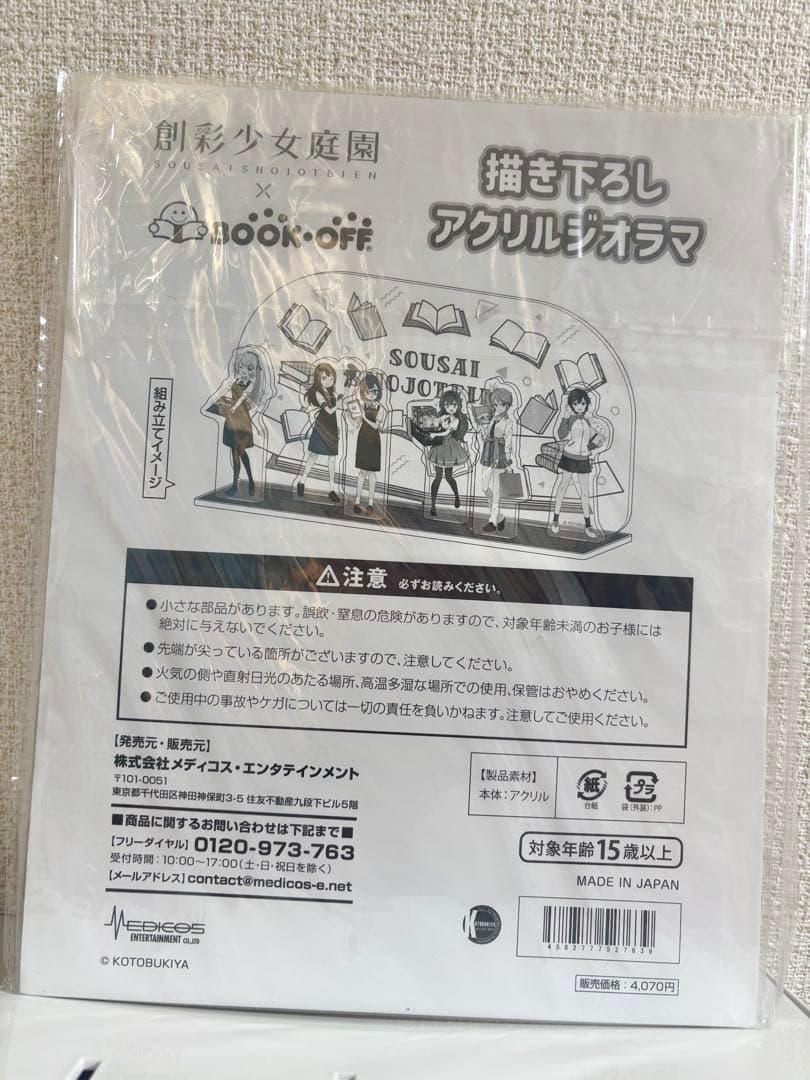 創彩少女庭園
SOUSAISHOJOTEIEN
×
BOOK・OFF®
描き下ろし
アクリルジオラマ
組み立てイメージ
SOUSAI
© KOTOBUKIYA
⚠注意 必ずお読みください。
●小さな部品があります。誤飲・窒息の危険がありますので、対象年齢未満のお子様には
絶対に与えないでください。
●先端が尖っている箇所がございますので、注意してください。
●火気の側や直射日光のあたる場所、高温多湿な場所での使用、保管はおやめください。
●ご使用中の事故やケガについては一切の責任を負いかねます。注意してご使用ください。
【発売元・販売元】
株式会社メディコス・エンタテインメント
〒101-0051
東京都千代田区神田神保町3-5 住友不動産九段下ビル5階
■商品に関するお問い合わせは下記まで■
【フリーダイヤル】0120-973-763
受付時間：10:00〜17:00（土・日・祝日を除く）
【メールアドレス】contact@medicos-e.net
【製品素材】
本体：アクリル
紙
台紙
プラ
袋（外装）：PP
対象年齢15歳以上
MADE IN JAPAN
MEDICOS
ENTERTAINMENT CO.,LTD
KOTOBUKIYA
4582777527639
© KOTOBUKIYA
販売価格：4,070円